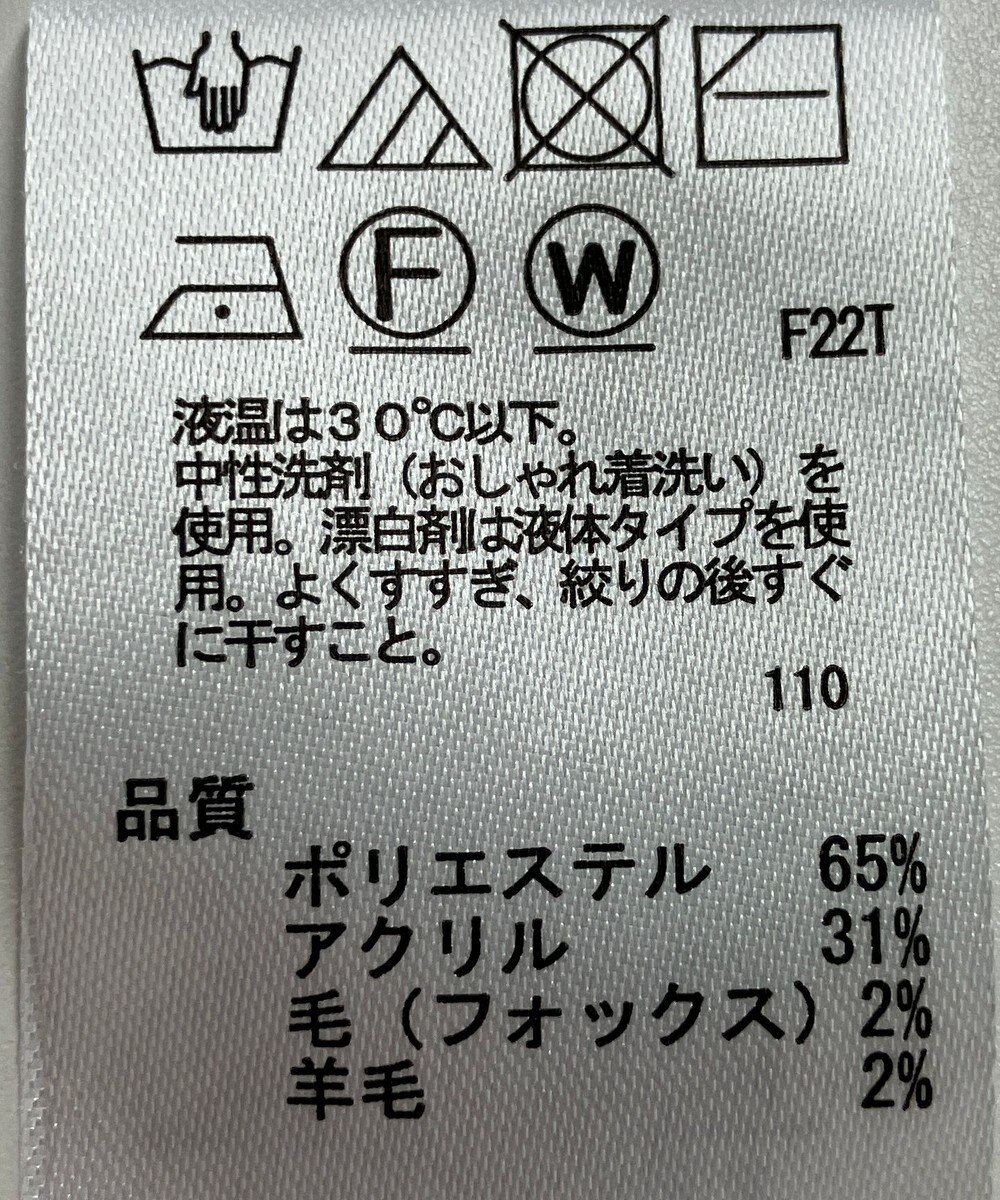 F W F22T
液温は30℃以下。
中性洗剤(おしゃれ着洗い)を
使用。漂白剤は液体タイプを使
用。よくすすぎ、絞りの後すぐ
に干すこと。
110
品質
ポリエステル 65%
アクリル 31%
毛(フォックス) 2%
羊毛 2%